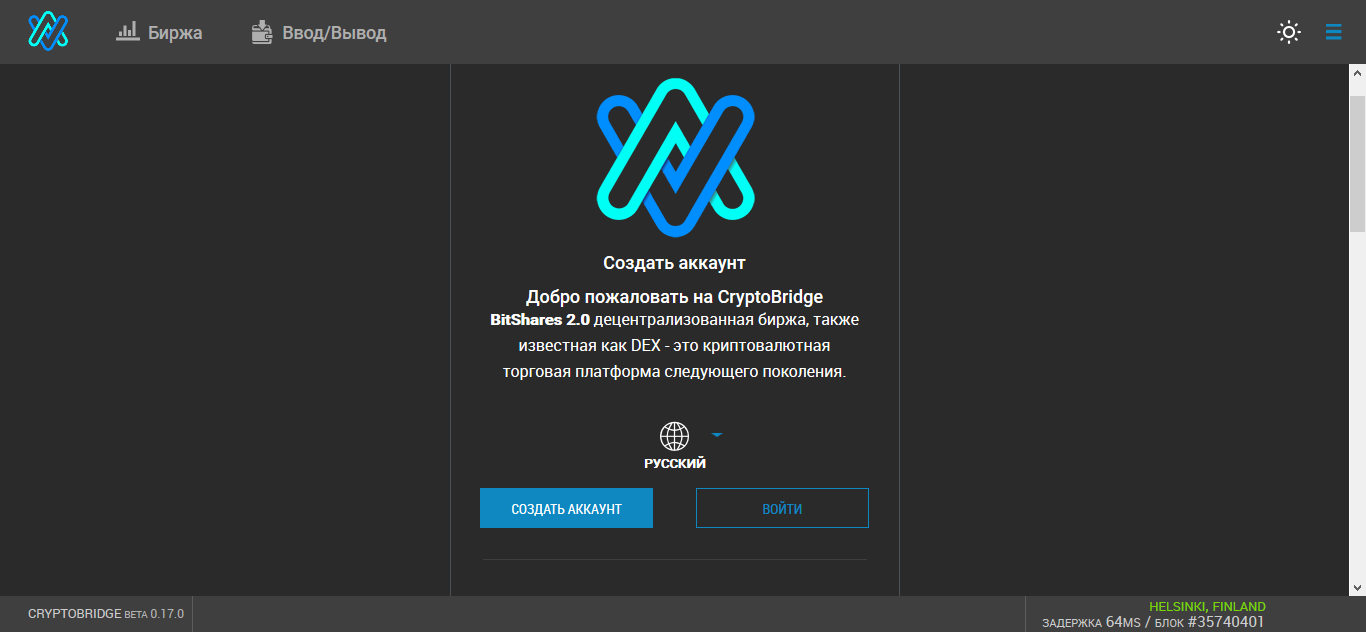 Биржа
Ввод/Вывод
Создать аккаунт
Добро пожаловать на CryptoBridge
BitShares 2.0 децентрализованная биржа, также
известная как DEX - это криптовалютная
торговая платформа следующего поколения.
РУССКИЙ
СОЗДАТЬ АККАУНТ
ВОЙТИ
CRYPTOBRIDGE BETA 0.17.0
HELSINKI, FINLAND
ЗАДЕРЖКА 64MS / БЛОК #35740401